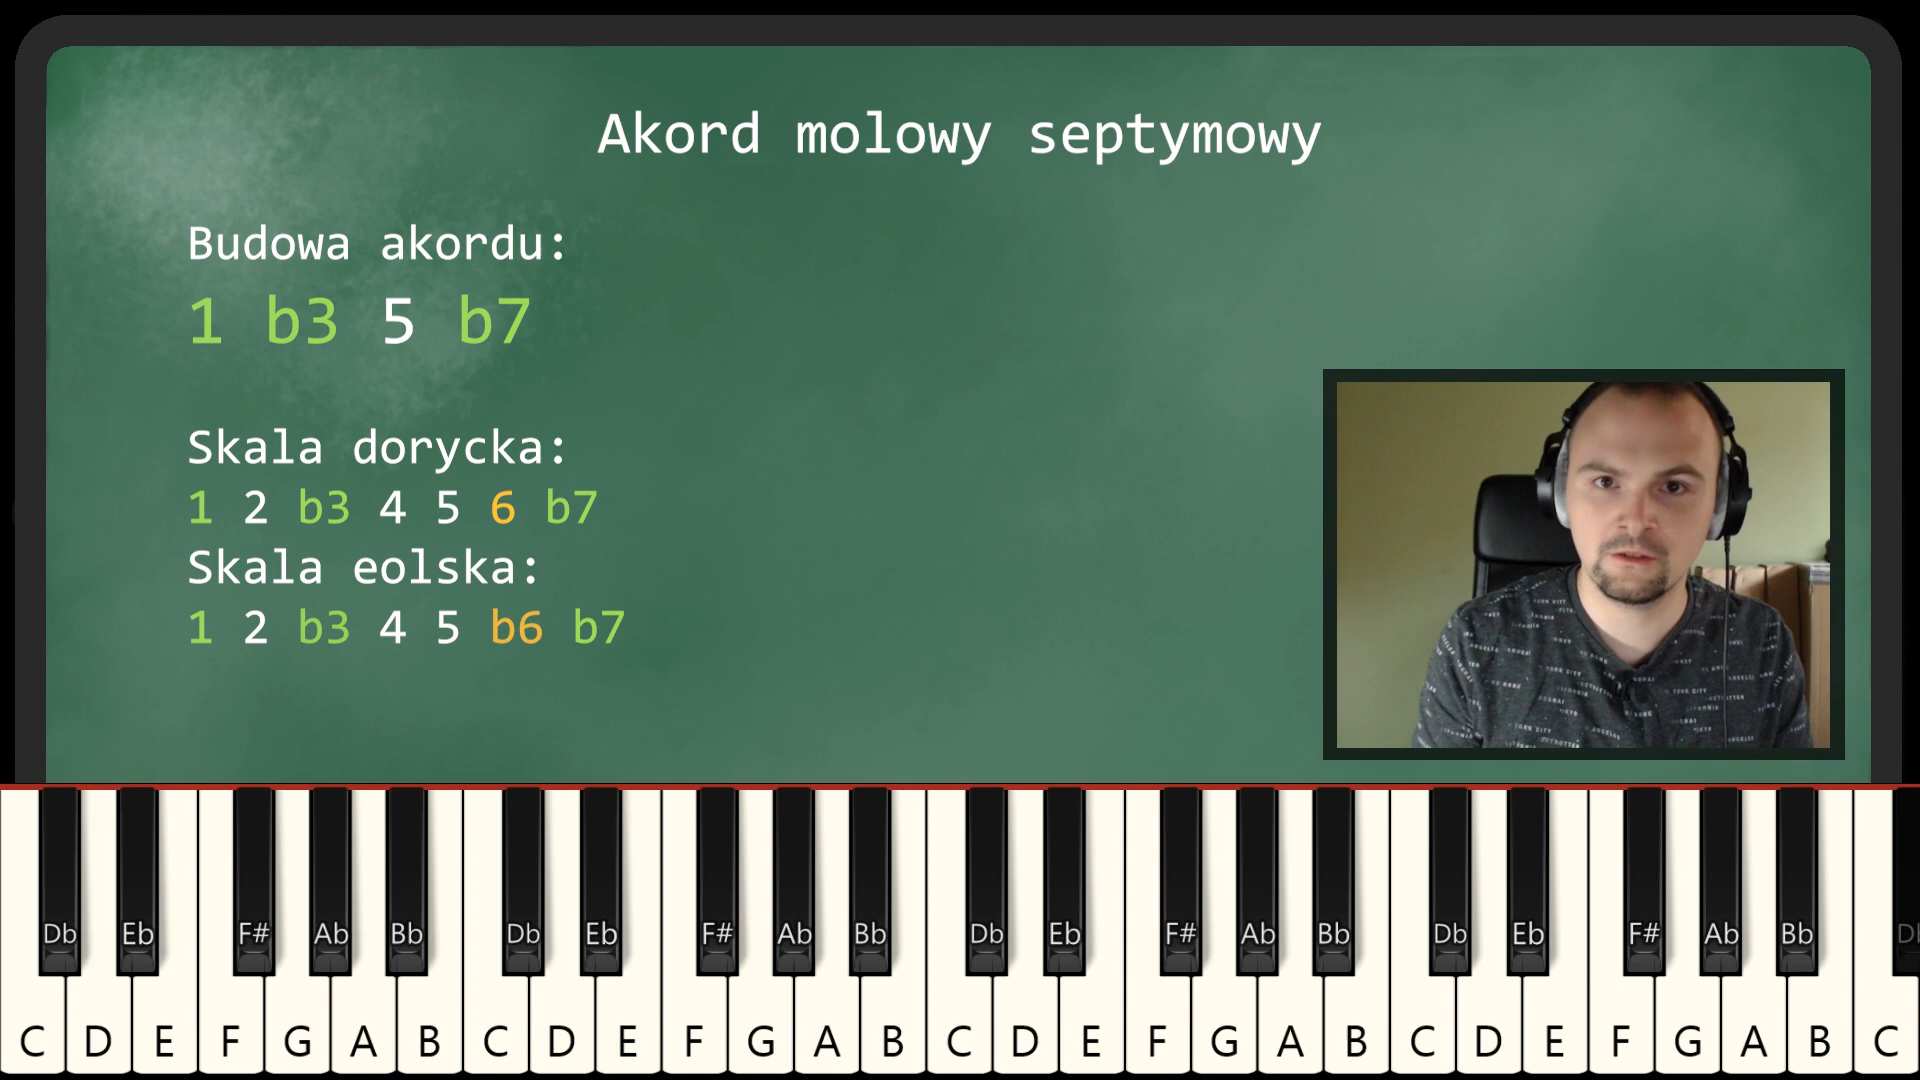 Akord molowy septymowy
Budowa akordu:
1 b3 5 b7
Skala dorycka:
1 2 b3 4 5 6 b7
Skala eolska:
1 2 b3 4 5 b6 b7
Db Eb F# Ab Bb Db Eb F# Ab Bb Db Eb F# Ab Bb Db Eb F# Ab Bb
C D E F G A B C D E F G A B C D E F G A B C D E F G A B C